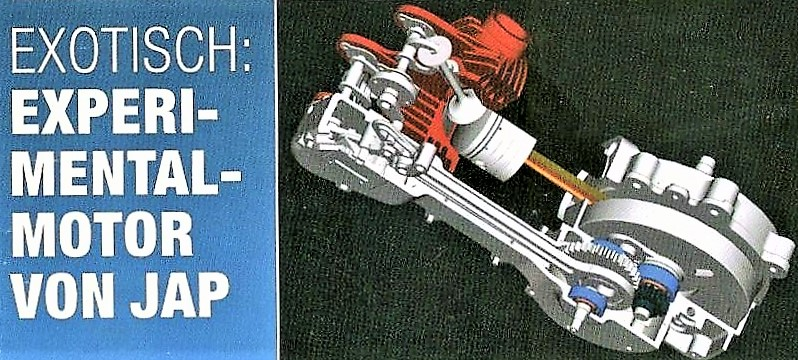 EXOTISCH:
EXPERI-
MENTAL-
MOTOR
VON JAP